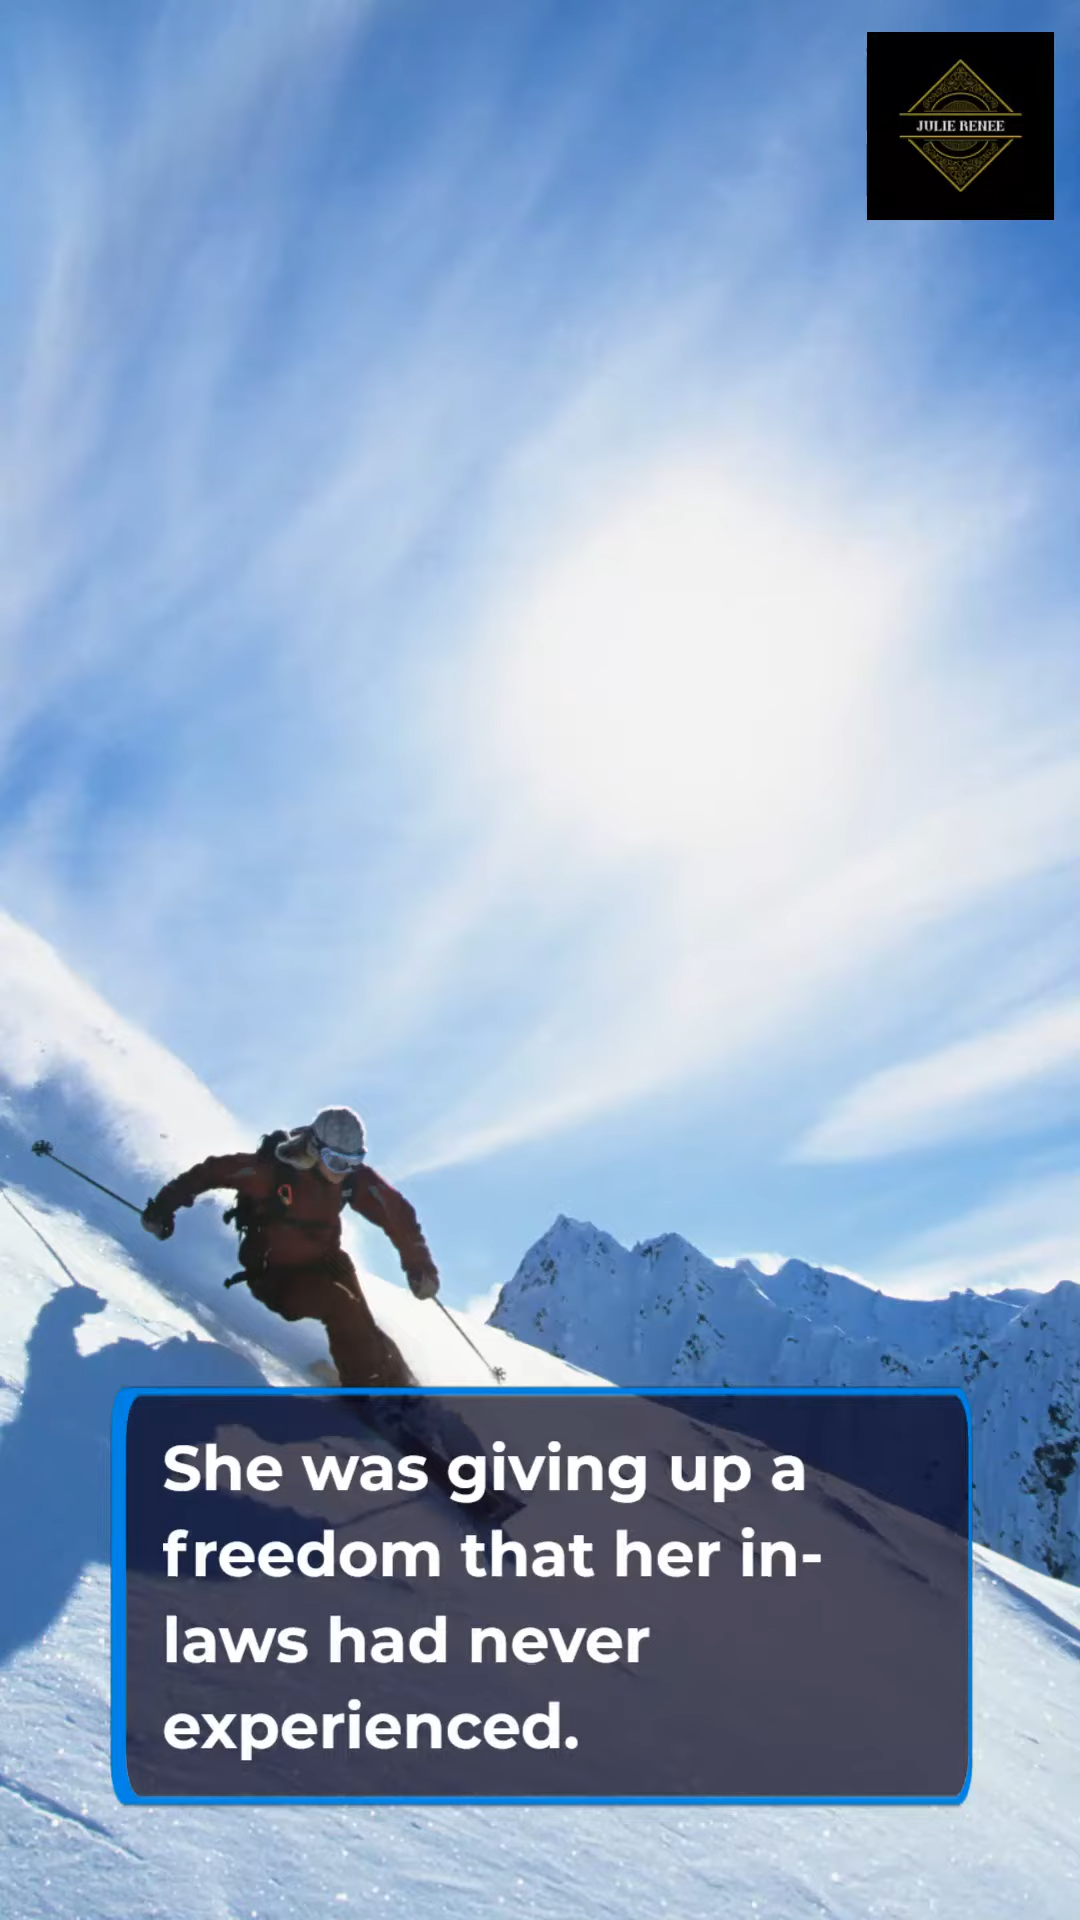 JULIE RENEE
She was giving up a
freedom that her in-
laws had never
experienced.